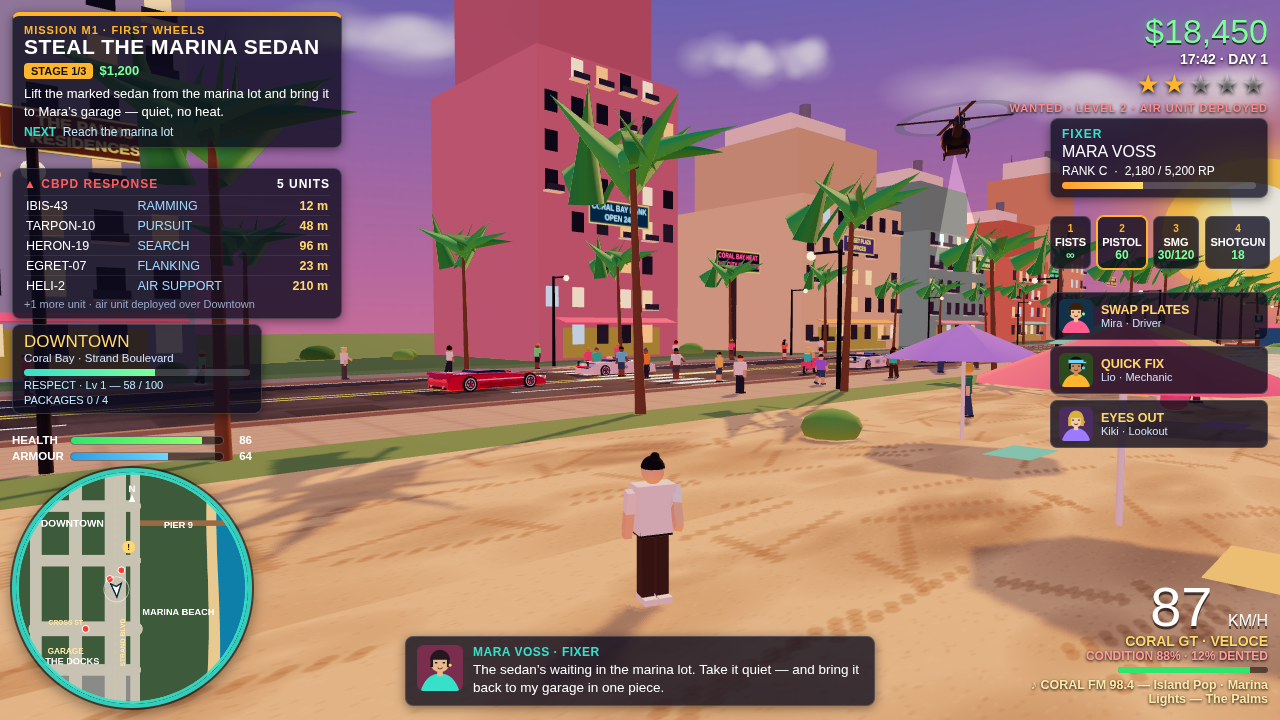 MISSION M1 · FIRST WHEELS
STEAL THE MARINA SEDAN
STAGE 1/3 $1,200
Lift the marked sedan from the marina lot and bring it
to Mara's garage — quiet, no heat.
NEXT Reach the marina lot
RESIDENCES
▲ CBPD RESPONSE 5 UNITS
IBIS-43 RAMMING 12 m
TARPON-10 PURSUIT 48 m
HERON-19 SEARCH 96 m
EGRET-07 FLANKING 23 m
HELI-2 AIR SUPPORT 210 m
+1 more unit · air unit deployed over Downtown
DOWNTOWN
Coral Bay · Strand Boulevard
RESPECT · Lv 1 — 58 / 100
PACKAGES 0 / 4
HEALTH 86
ARMOUR 64
N
DOWNTOWN
PIER 9
!
MARINA BEACH
CROSS ST
STRAND BLVD
GARAGE
THE DOCKS
CORAL BAY BANK
OPEN 24
CORAL BAY HEAT
$18,450
17:42 · DAY 1
★★★★★
WANTED · LEVEL 2 · AIR UNIT DEPLOYED
FIXER
MARA VOSS
RANK C · 2,180 / 5,200 RP
1 FISTS ∞
2 PISTOL 60
3 SMG 30/120
4 SHOTGUN 18
SWAP PLATES
Mira · Driver
QUICK FIX
Lio · Mechanic
EYES OUT
Kiki · Lookout
87 KM/H
CORAL GT · VELOCE
CONDITION 88% · 12% DENTED
♪ CORAL FM 98.4 — Island Pop · Marina
Lights — The Palms
MARA VOSS · FIXER
The sedan's waiting in the marina lot. Take it quiet — and bring it
back to my garage in one piece.